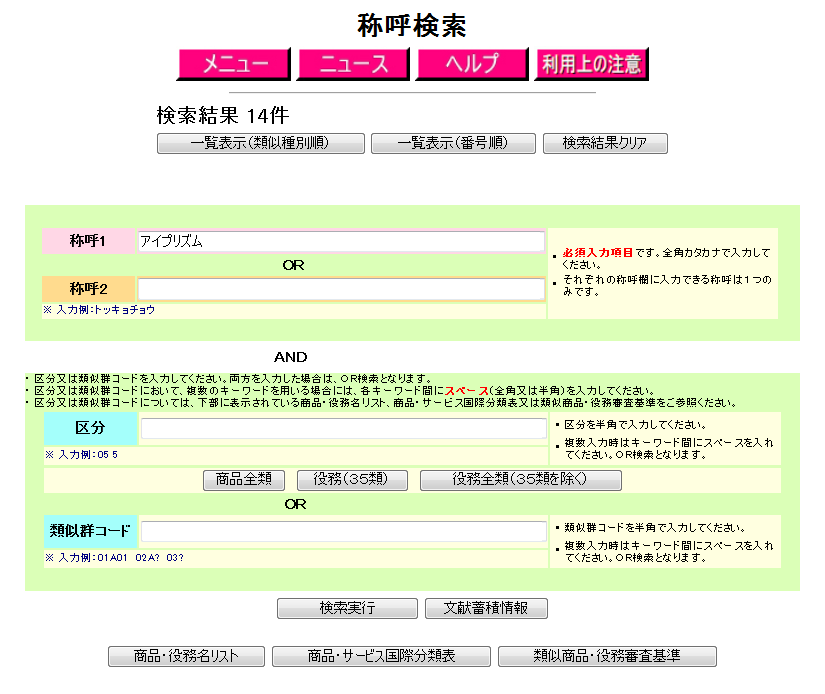 称呼検索
メニュー ニュース ヘルプ 利用上の注意
検索結果 14件
一覧表示(類似種別順) 一覧表示(番号順) 検索結果クリア
称呼1 アイプリズム
OR
称呼2
※ 入力例:トッキョチョウ
・必須入力項目です。全角カタカナで入力して
ください。
・それぞれの称呼欄に入力できる称呼は1つの
みです。
AND
・区分又は類似群コードを入力してください。両方を入力した場合は、OR検索となります。
・区分又は類似群コードにおいて、複数のキーワードを用いる場合には、各キーワード間にスペース(全角又は半角)を入力してください。
・区分又は類似群コードについては、下部に表示されている商品・役務名リスト、商品・サービス国際分類表又は類似商品・役務審査基準をご参照ください。
区分
※ 入力例:05 5
・区分を半角で入力してください。
・複数入力時はキーワード間にスペースを入れ
てください。OR検索となります。
商品全類 役務(35類) 役務全類(35類を除く)
OR
類似群コード
※ 入力例:01A01 02A? 03?
・類似群コードを半角で入力してください。
・複数入力時はキーワード間にスペースを入れ
てください。OR検索となります。
検索実行 文献蓄積情報
商品・役務名リスト 商品・サービス国際分類表 類似商品・役務審査基準